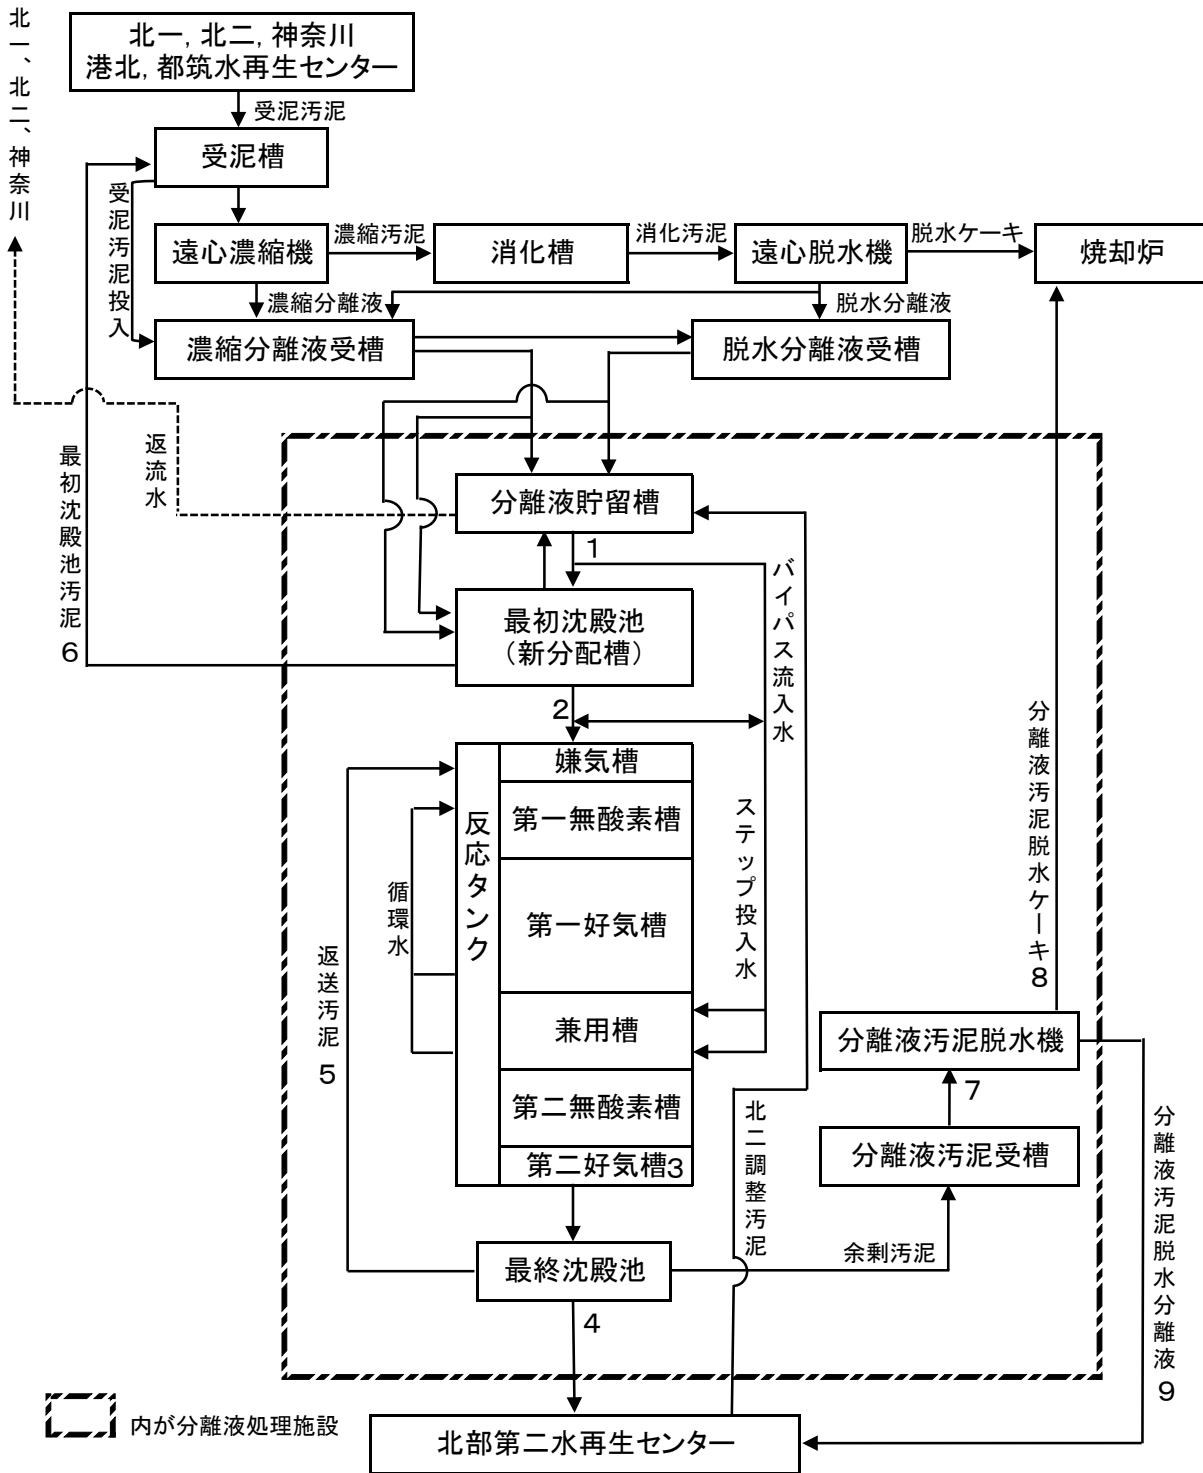 北一、北二、神奈川
北一, 北二, 神奈川
港北, 都筑水再生センター
受泥汚泥
受泥槽
受泥汚泥投入
遠心濃縮機
濃縮汚泥
消化槽
消化汚泥
遠心脱水機
脱水ケーキ
焼却炉
濃縮分離液
脱水分離液
濃縮分離液受槽
脱水分離液受槽
返流水
最初沈殿池汚泥
6
分離液貯留槽
1
バイパス流入水
最初沈殿池
(新分配槽)
2
分離液汚泥脱水ケーキ
8
反応タンク
嫌気槽
第一無酸素槽
第一好気槽
兼用槽
第二無酸素槽
第二好気槽3
循環水
返送汚泥
5
ステップ投入水
分離液汚泥脱水機
7
分離液汚泥受槽
北二調整汚泥
分離液汚泥脱水分離液
9
最終沈殿池
余剰汚泥
4
内が分離液処理施設
北部第二水再生センター